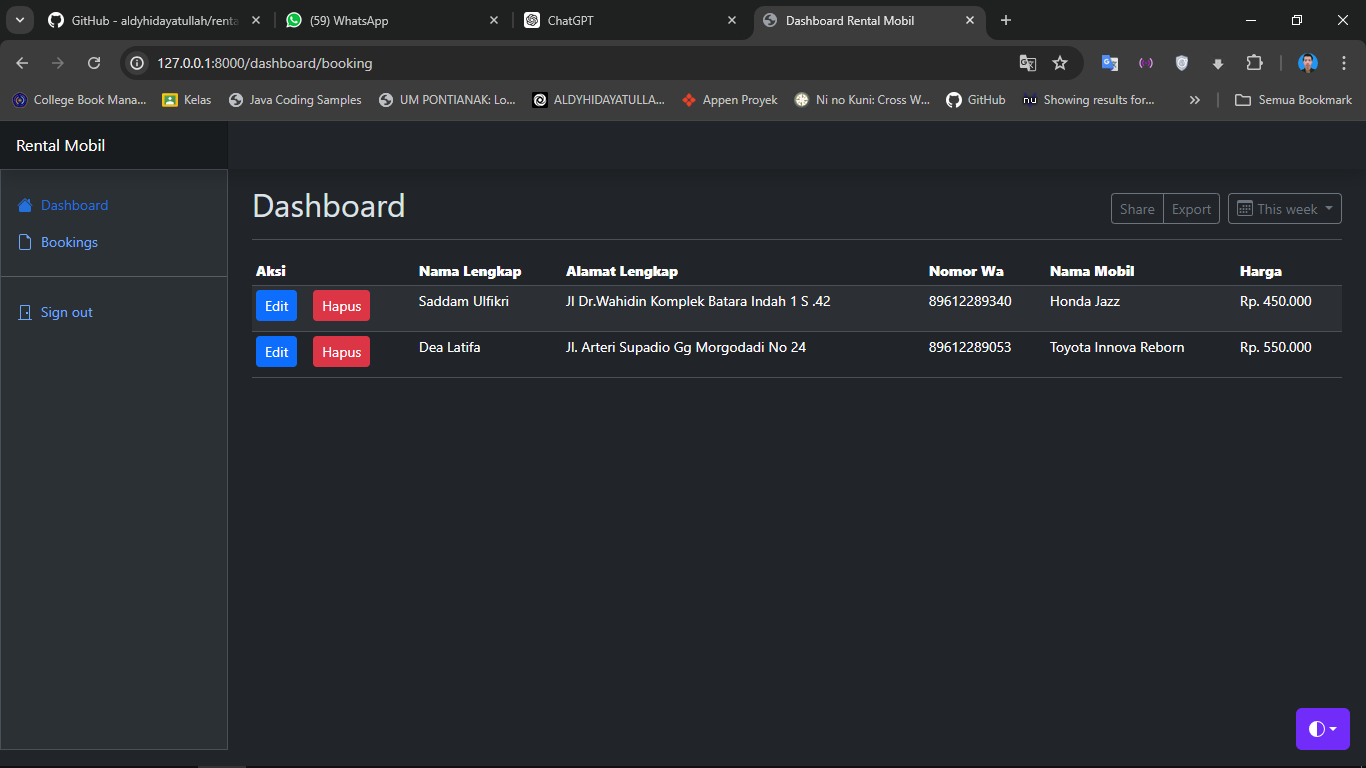 GitHub - aldyhidayatullah/renta
(59) WhatsApp
ChatGPT
Dashboard Rental Mobil
127.0.0.1:8000/dashboard/booking
College Book Mana...
Kelas
Java Coding Samples
UM PONTIANAK: Lo...
ALDYHIDAYATULLA...
Appen Proyek
Ni no Kuni: Cross W...
GitHub
Showing results for...
Semua Bookmark
Rental Mobil
Dashboard
Bookings
Sign out
Dashboard
Share
Export
This week
Aksi Nama Lengkap Alamat Lengkap Nomor Wa Nama Mobil Harga
Edit Hapus Saddam Ulfikri Jl Dr.Wahidin Komplek Batara Indah 1 S .42 89612289340 Honda Jazz Rp. 450.000
Edit Hapus Dea Latifa Jl. Arteri Supadio Gg Morgodadi No 24 89612289053 Toyota Innova Reborn Rp. 550.000